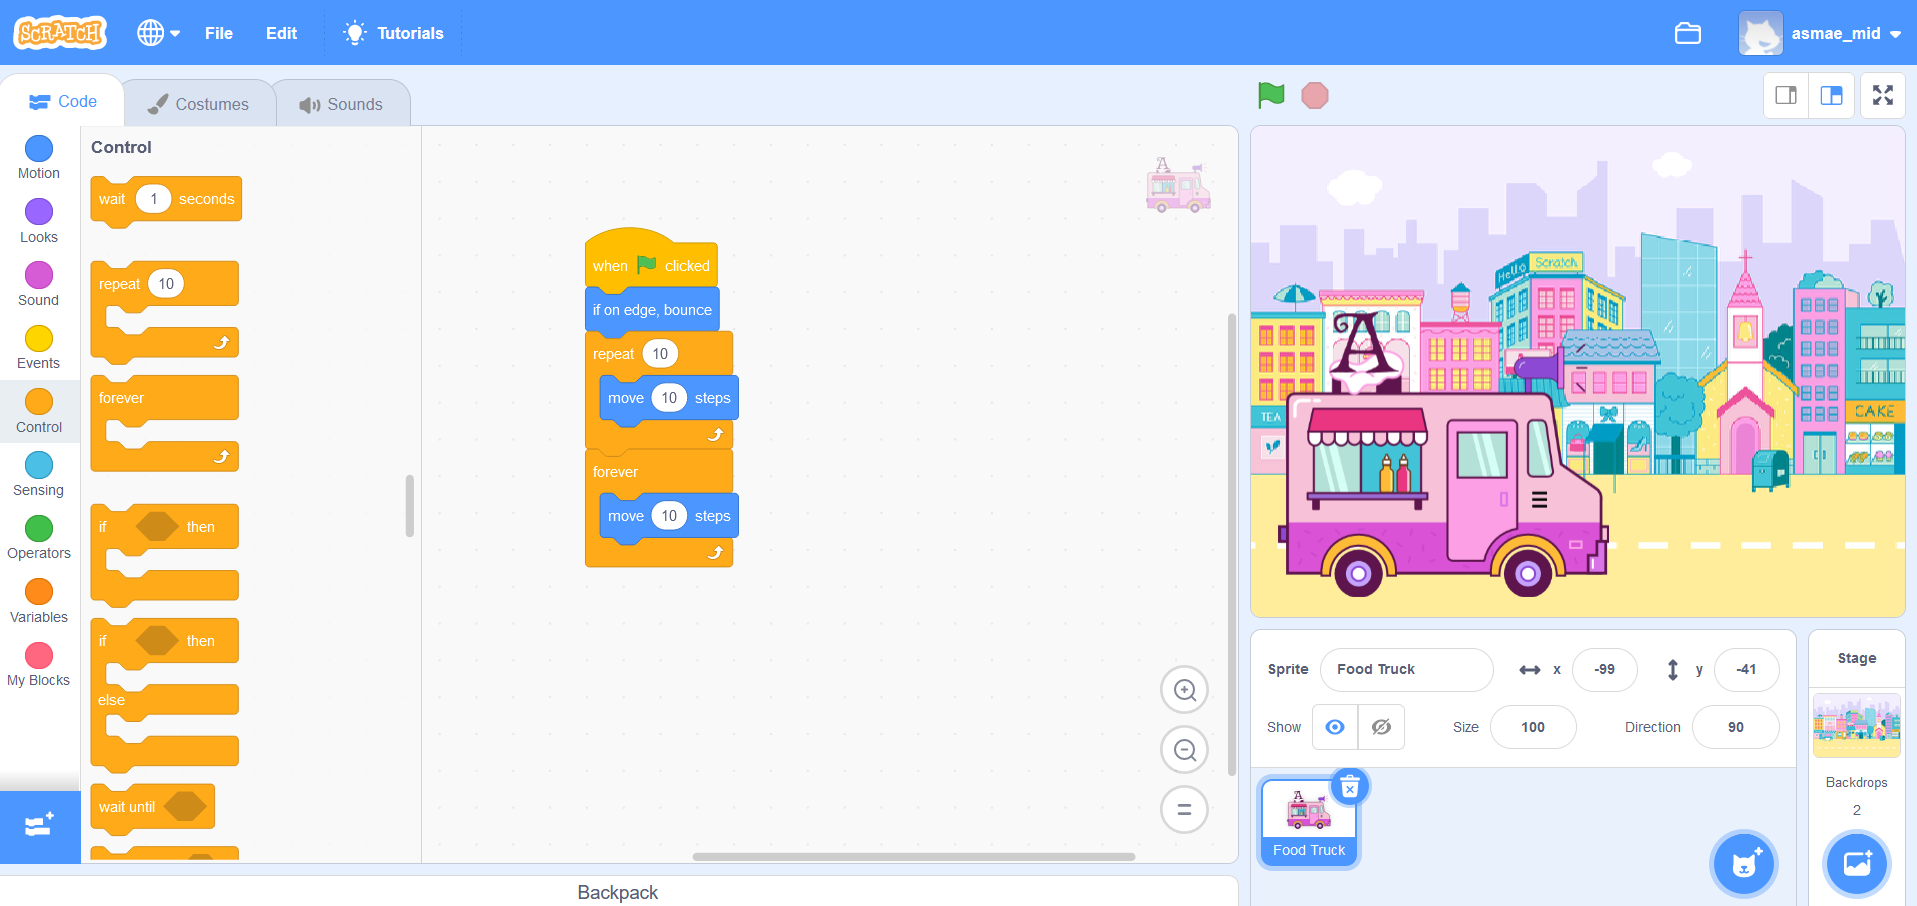 SCRATCH
File
Edit
Tutorials
asmae_mid
Code
Costumes
Sounds
Motion
Looks
Sound
Events
Control
Sensing
Operators
Variables
My Blocks
Control
wait 1 seconds
repeat 10
forever
if then
if then
else
wait until
when clicked
if on edge, bounce
repeat 10
move 10 steps
forever
move 10 steps
Backpack
Hello Scratch
A
TEA
CAKE
Sprite Food Truck x -99 y -41
Show Size 100 Direction 90
Food Truck
Stage
Backdrops
2